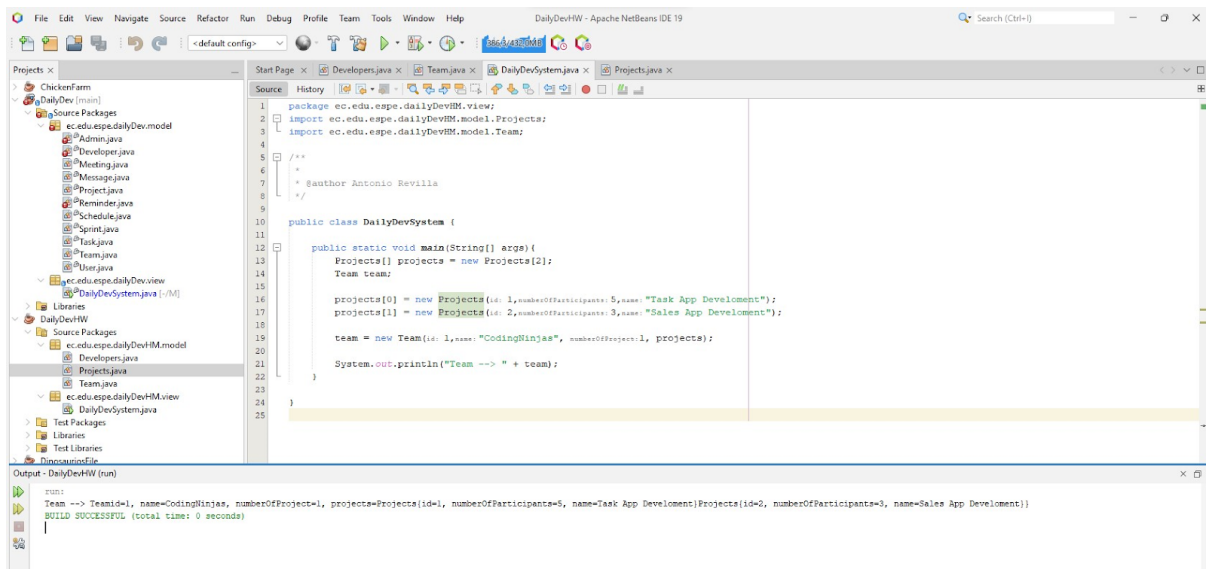 File Edit View Navigate Source Refactor Run Debug Profile Team Tools Window Help DailyDevHW - Apache NetBeans IDE 19 Search (Ctrl+I)
<default config>
Projects
ChickenFarm
DailyDev [main]
Source Packages
ec.edu.espe.dailyDev.model
Admin.java
Developer.java
Meeting.java
Message.java
Project.java
Reminder.java
Schedule.java
Sprint.java
Task.java
Team.java
User.java
ec.edu.espe.dailyDev.view
DailyDevSystem.java [-/M]
Libraries
DailyDevHW
Source Packages
ec.edu.espe.dailyDevHM.model
Developers.java
Projects.java
Team.java
ec.edu.espe.dailyDevHM.view
DailyDevSystem.java
Test Packages
Libraries
Test Libraries
DinosauriosFile
Start Page Developers.java Team.java DailyDevSystem.java Projects.java
Source History
1 package ec.edu.espe.dailyDevHM.view;
2 import ec.edu.espe.dailyDevHM.model.Projects;
3 import ec.edu.espe.dailyDevHM.model.Team;
4
5 /**
6 *
7 * @author Antonio Revilla
8 */
9
10 public class DailyDevSystem {
11
12 public static void main(String[] args){
13 Projects[] projects = new Projects[2];
14 Team team;
15
16 projects[0] = new Projects(id: 1,numberOfParticipants: 5,name: "Task App Develoment");
17 projects[1] = new Projects(id: 2,numberOfParticipants: 3,name: "Sales App Develoment");
18
19 team = new Team(id: 1,name: "CodingNinjas", numberOfProject: 1, projects);
20
21 System.out.println("Team --> " + team);
22 }
23
24 }
25
Output - DailyDevHW (run)
run:
Team --> Teamid=1, name=CodingNinjas, numberOfProject=1, projects=Projects{id=1, numberOfParticipants=5, name=Task App Develoment}Projects{id=2, numberOfParticipants=3, name=Sales App Develoment}}
BUILD SUCCESSFUL (total time: 0 seconds)